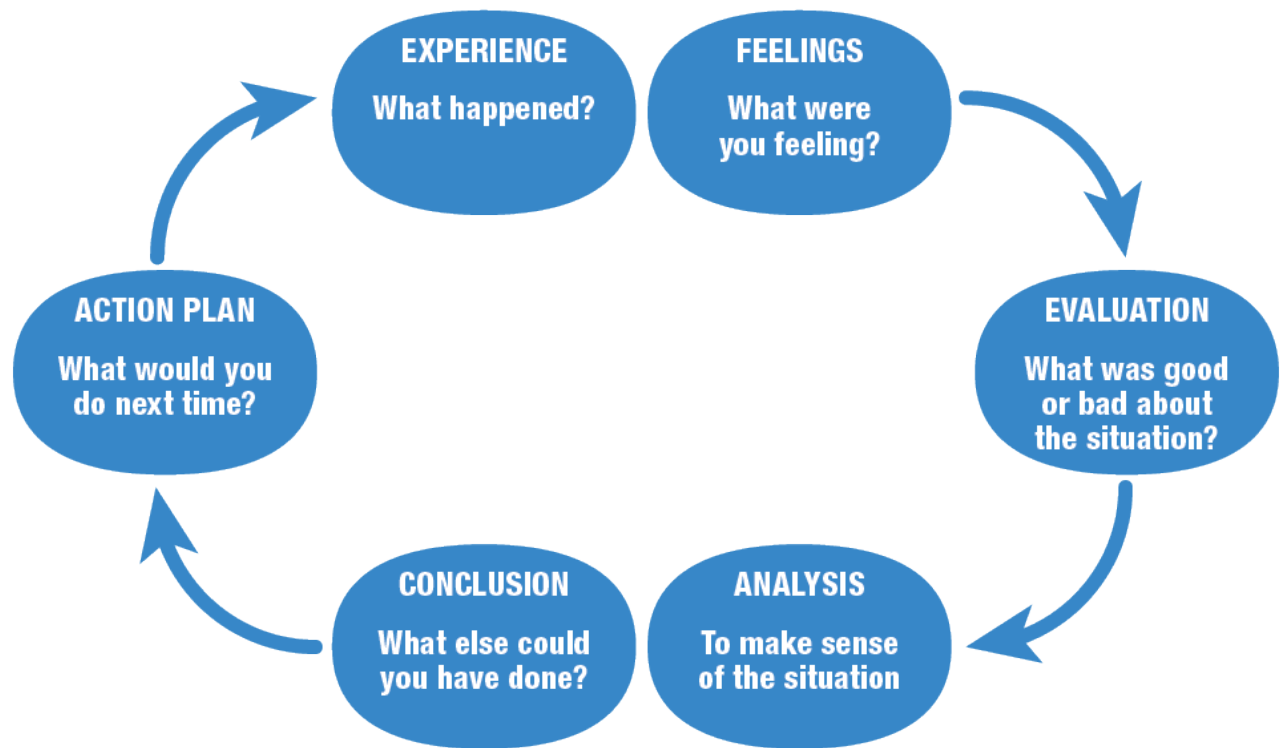 EXPERIENCE
What happened?
FEELINGS
What were
you feeling?
EVALUATION
What was good
or bad about
the situation?
ANALYSIS
To make sense
of the situation
CONCLUSION
What else could
you have done?
ACTION PLAN
What would you
do next time?